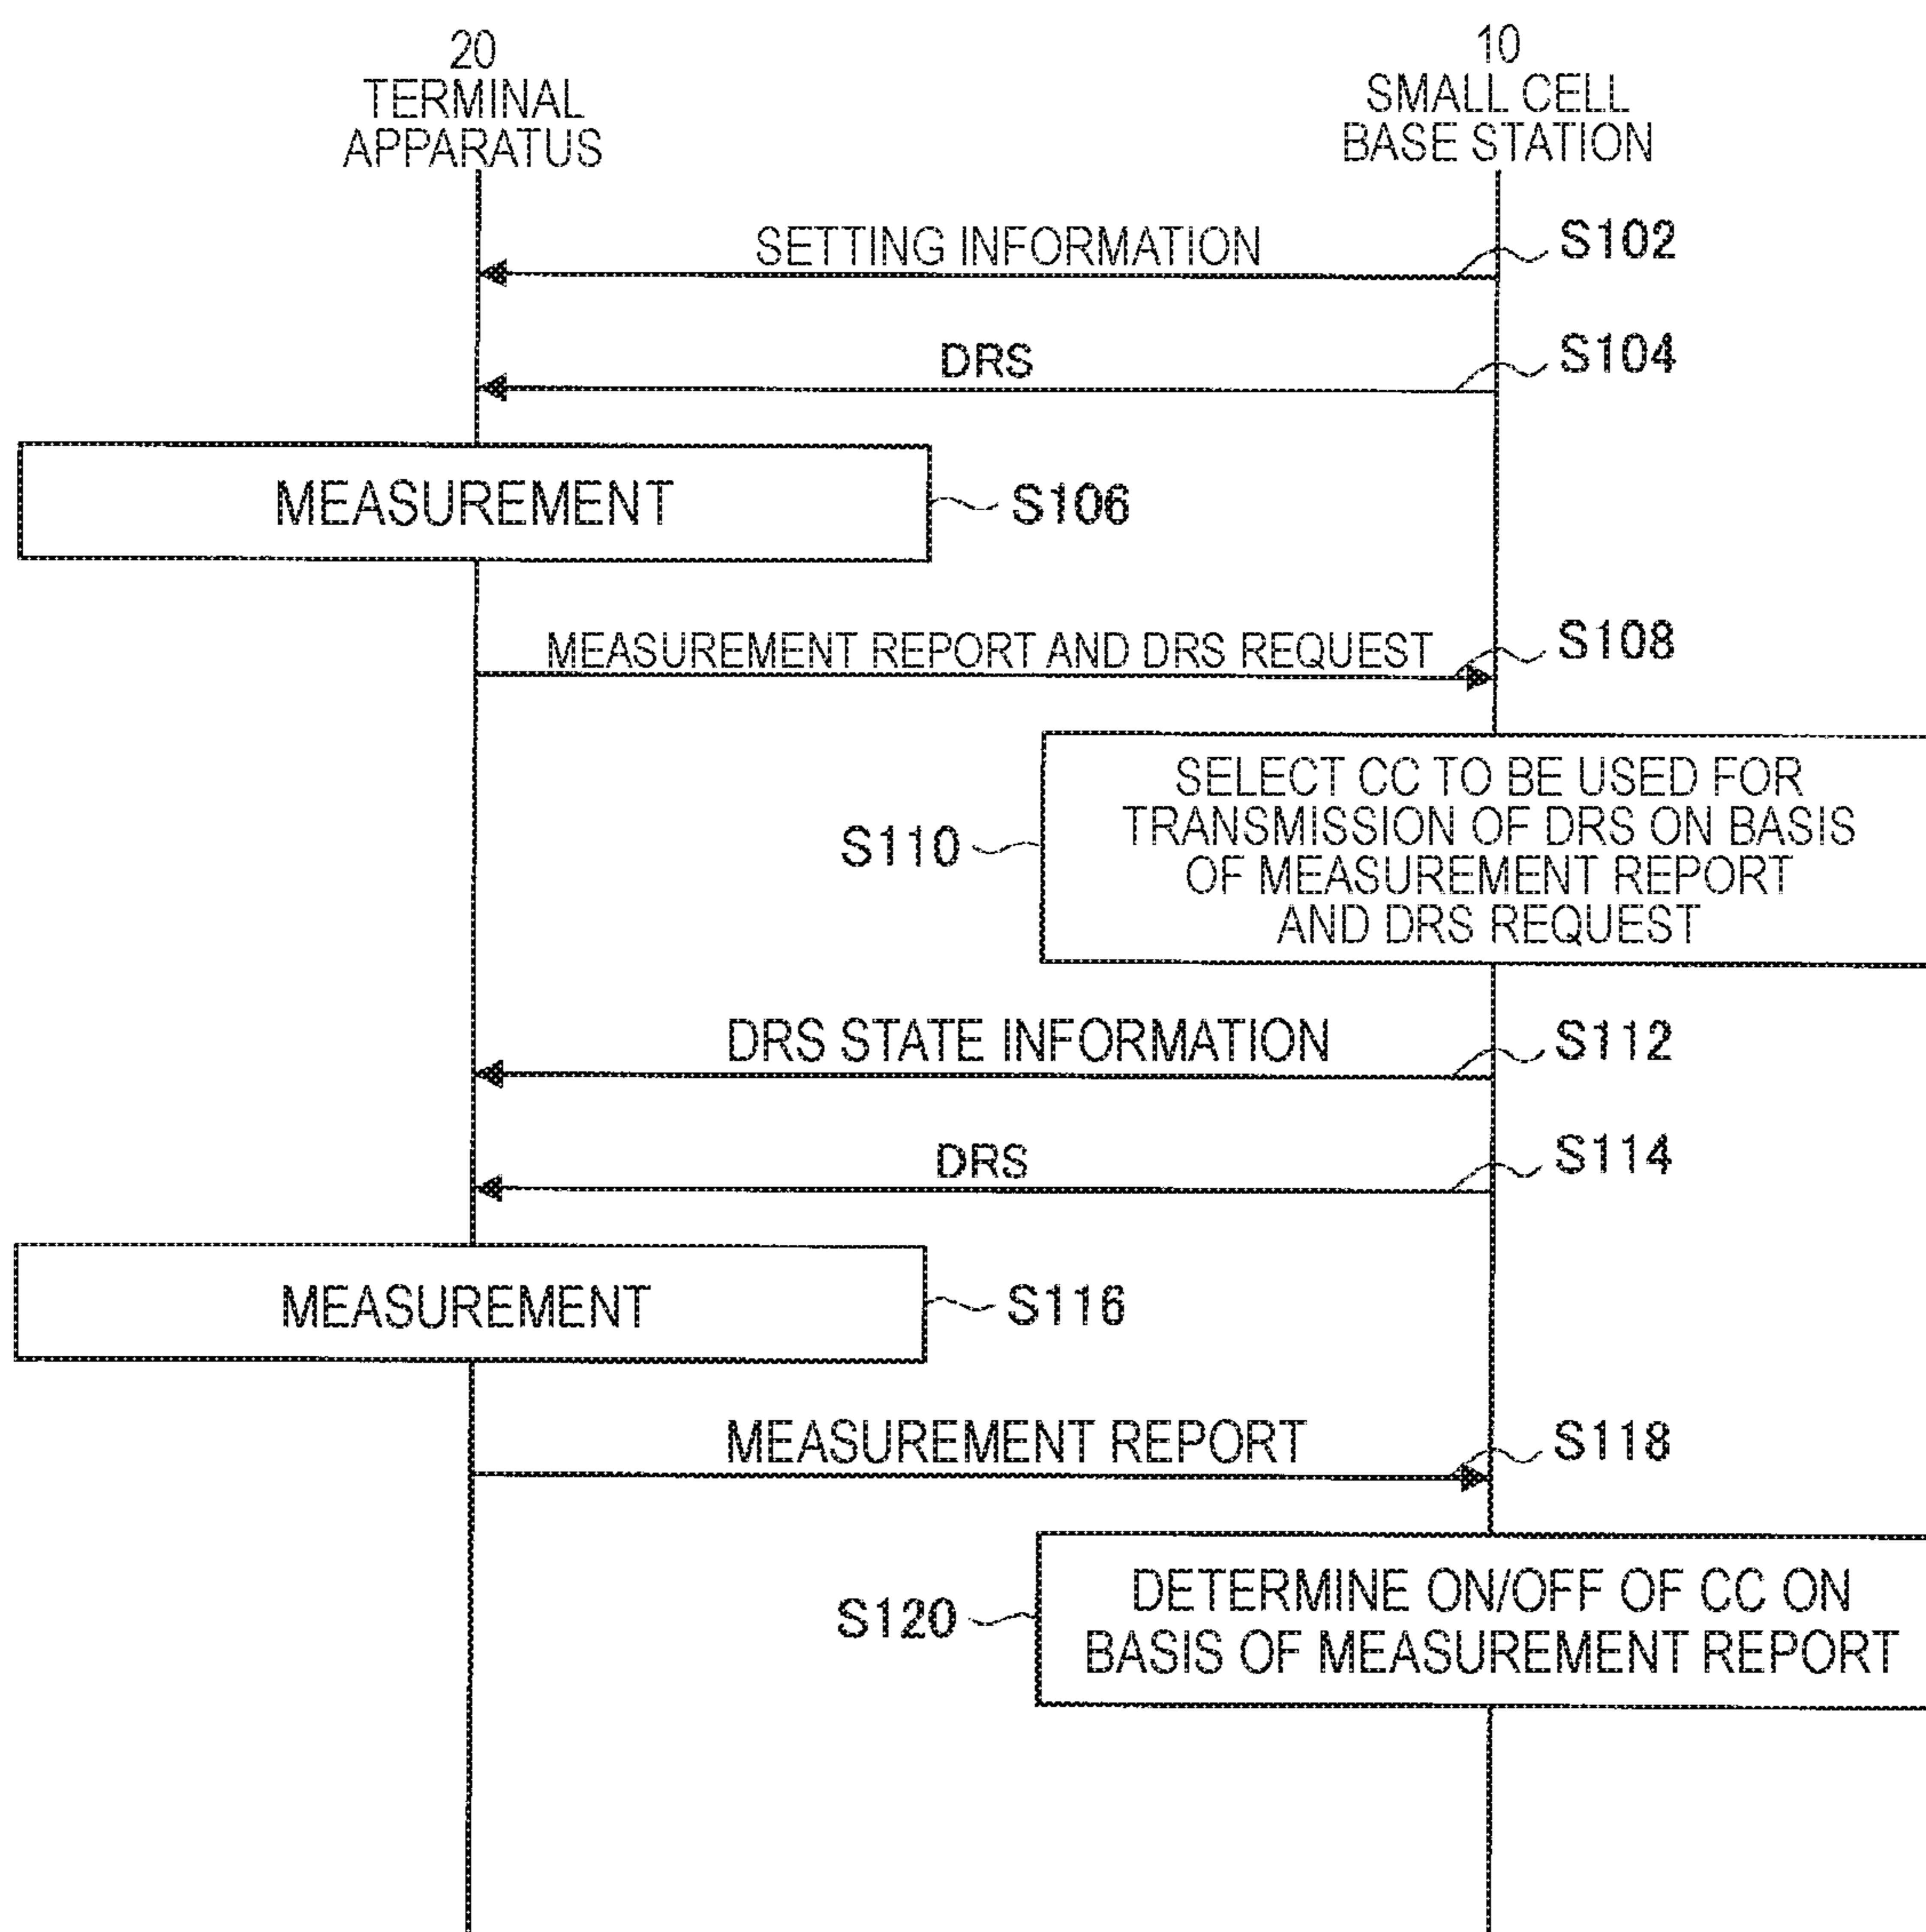 20
TERMINAL
APPARATUS
10
SMALL CELL
BASE STATION
SETTING INFORMATION
S102
DRS
S104
MEASUREMENT
S106
MEASUREMENT REPORT AND DRS REQUEST
S108
SELECT CC TO BE USED FOR
TRANSMISSION OF DRS ON BASIS
OF MEASUREMENT REPORT
AND DRS REQUEST
S110
DRS STATE INFORMATION
S112
DRS
S114
MEASUREMENT
S116
MEASUREMENT REPORT
S118
DETERMINE ON/OFF OF CC ON
BASIS OF MEASUREMENT REPORT
S120